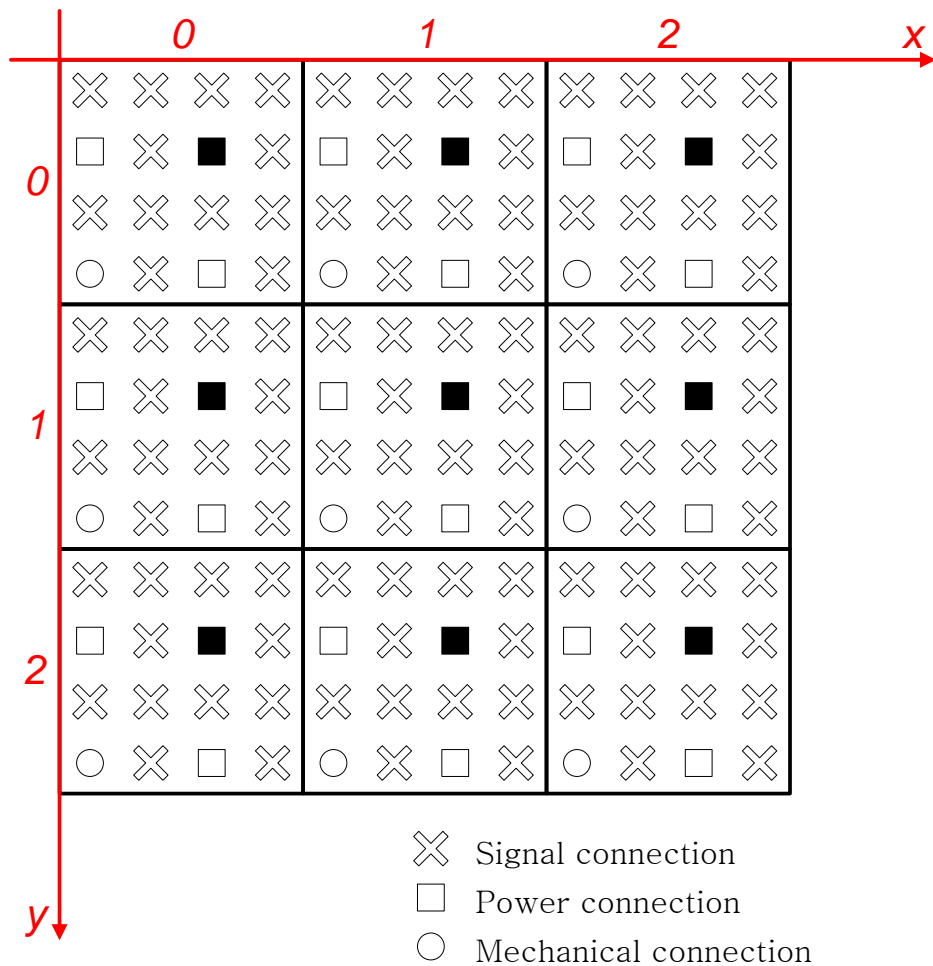 0 1 2 x
0
1
2
Signal connection
Power connection
y
Mechanical connection